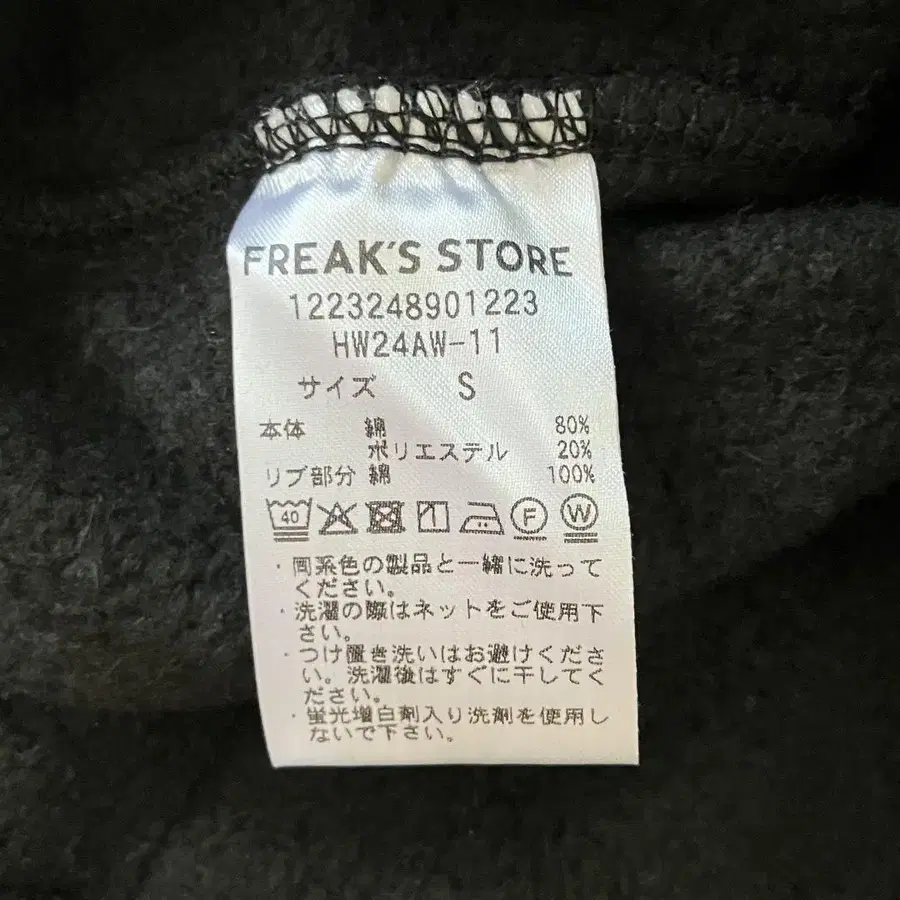 FREAK'S STORE
1223248901223
HW24AW-11
サイズ S
本体 綿 80%
ポリエステル 20%
リブ部分 綿 100%
40 F W
・同系色の製品と一緒に洗って
ください。
・洗濯の際はネットをご使用下
さい。
・つけ置き洗いはお避けくださ
い。洗濯後はすぐに干してく
ださい。
・蛍光増白剤入り洗剤を使用し
ないで下さい。